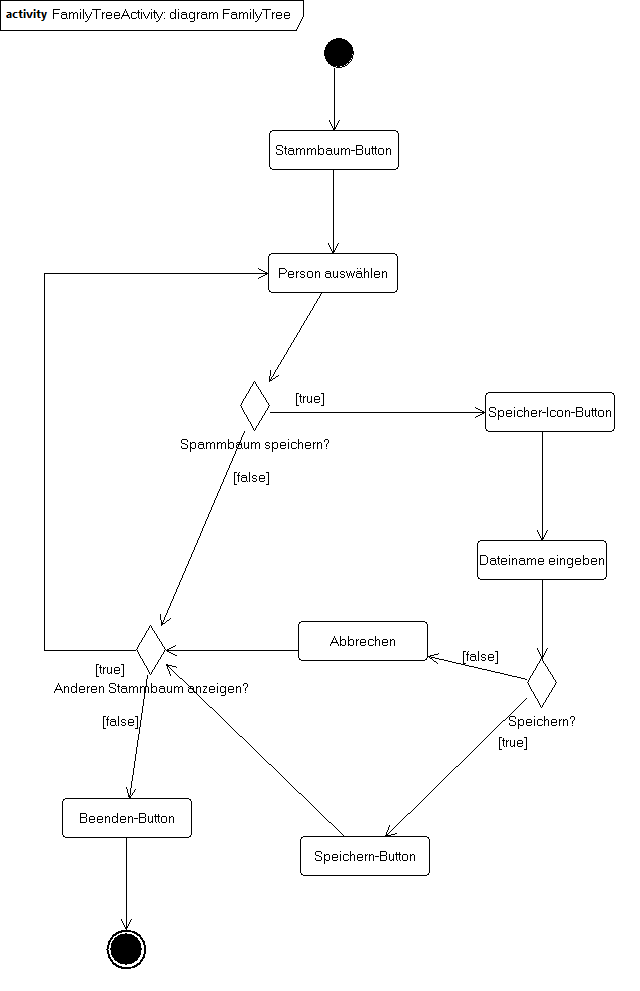 activity FamilyTreeActivity: diagram FamilyTree
Stammbaum-Button
Person auswählen
[true]
Speicher-Icon-Button
Spammbaum speichern?
[false]
Dateiname eingeben
Abbrechen
[false]
[true]
Anderen Stammbaum anzeigen?
[false]
Speichern?
[true]
Beenden-Button
Speichern-Button